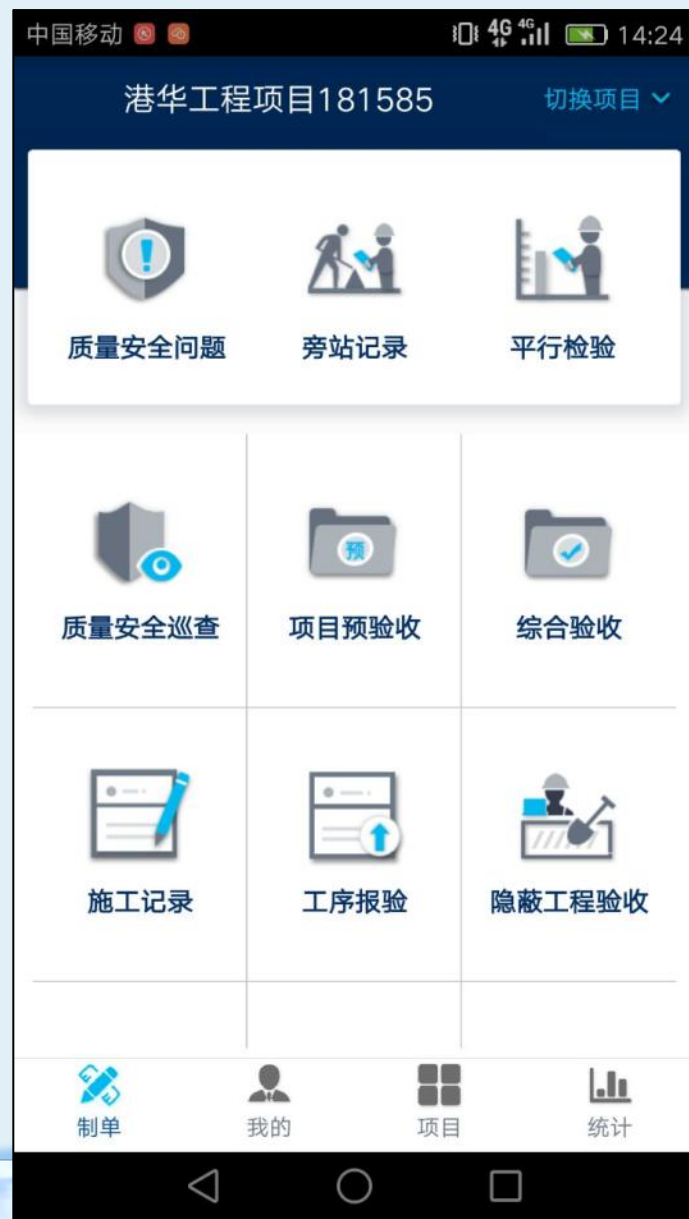 中国移动 4G 4G 14:24
港华工程项目181585 切换项目
质量安全问题 旁站记录 平行检验
预
质量安全巡查 项目预验收 综合验收
施工记录 工序报验 隐蔽工程验收
制单 我的 项目 统计